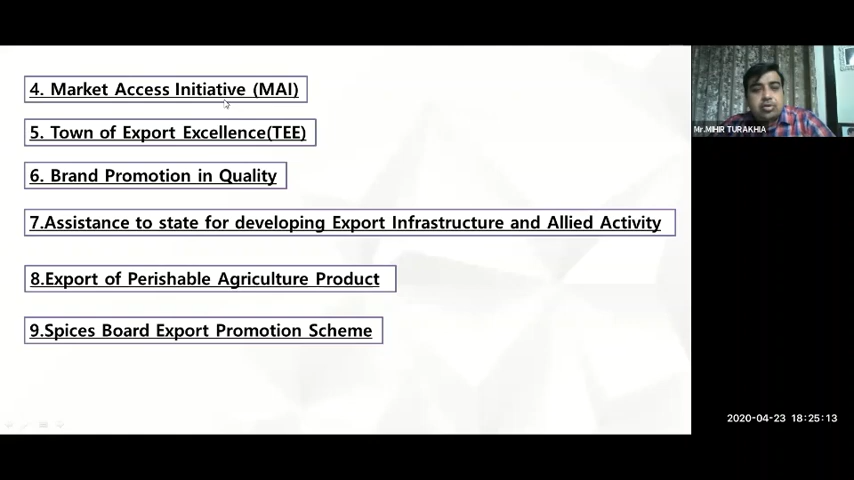 4. Market Access Initiative (MAI)
5. Town of Export Excellence(TEE)
6. Brand Promotion in Quality
7.Assistance to state for developing Export Infrastructure and Allied Activity
8.Export of Perishable Agriculture Product
9.Spices Board Export Promotion Scheme
Mr.MIHIR TURAKHIA
2020-04-23 18:25:13